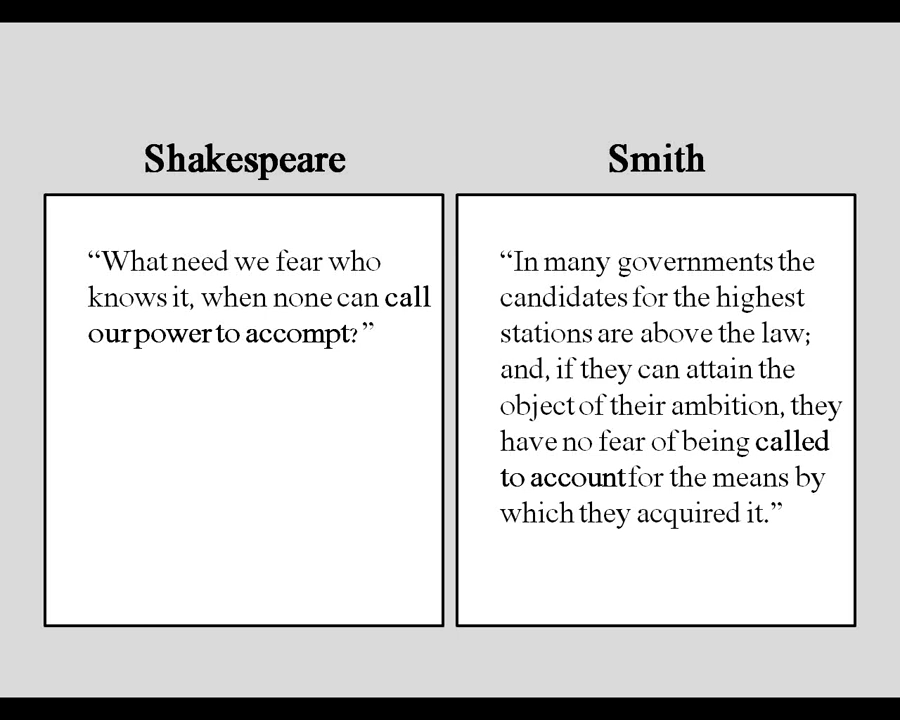 Shakespeare
“What need we fear who
knows it, when none can call
our power to accompt?”
Smith
“In many governments the
candidates for the highest
stations are above the law;
and, if they can attain the
object of their ambition, they
have no fear of being called
to account for the means by
which they acquired it.”